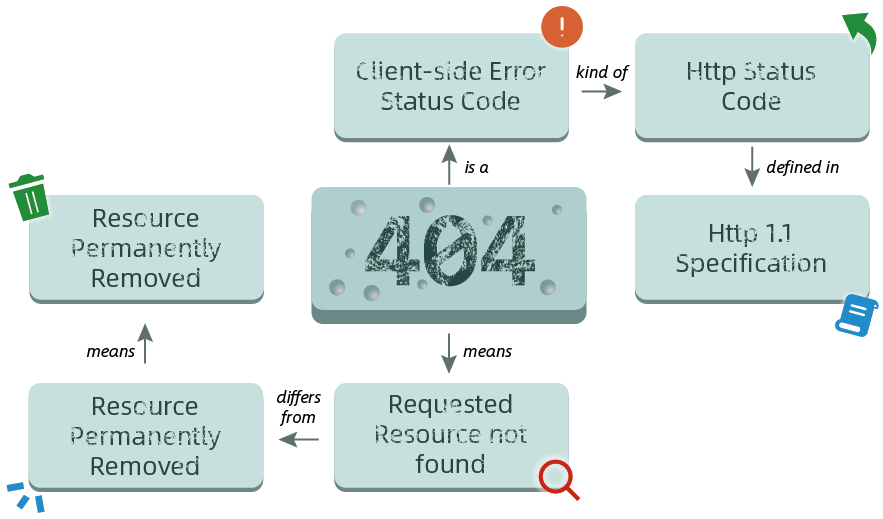 Client-side Error
Status Code
kind of
Http Status
Code
is a
defined in
Resource
Permanently
Removed
404
Http 1.1
Specification
means
means
Resource
Permanently
Removed
differs
from
Requested
Resource not
found